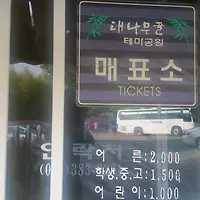 대나무골
테마공원
매표소
TICKETS
어 른:2,000
학생,중,고:1,500
어 린 이:1,000